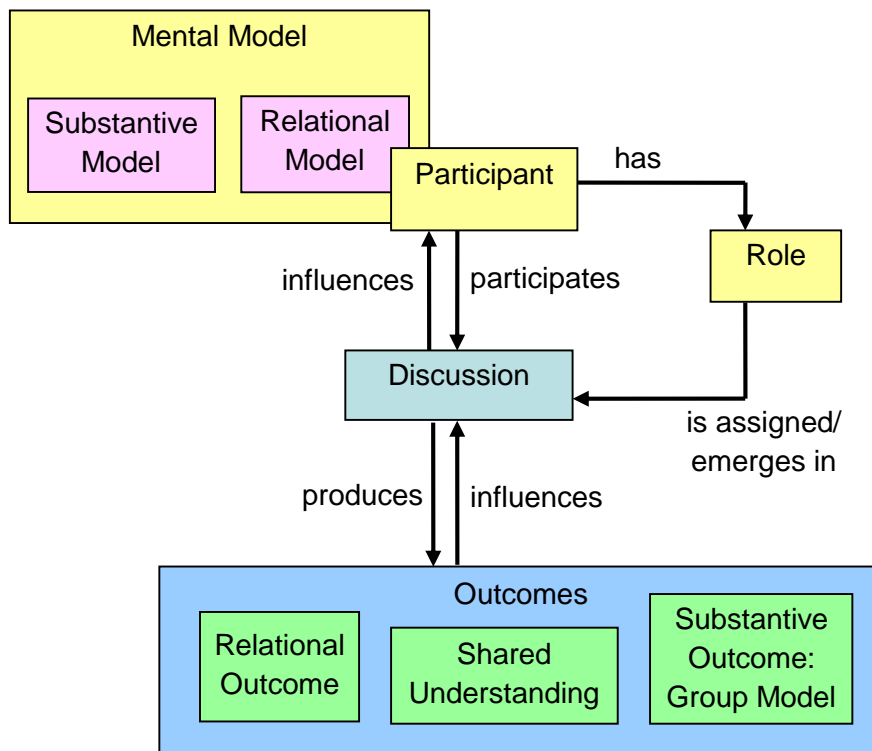 Mental Model
Substantive
Model
Relational
Model
Participant
has
Role
influences
participates
Discussion
is assigned/
emerges in
produces
influences
Outcomes
Relational
Outcome
Shared
Understanding
Substantive
Outcome:
Group Model